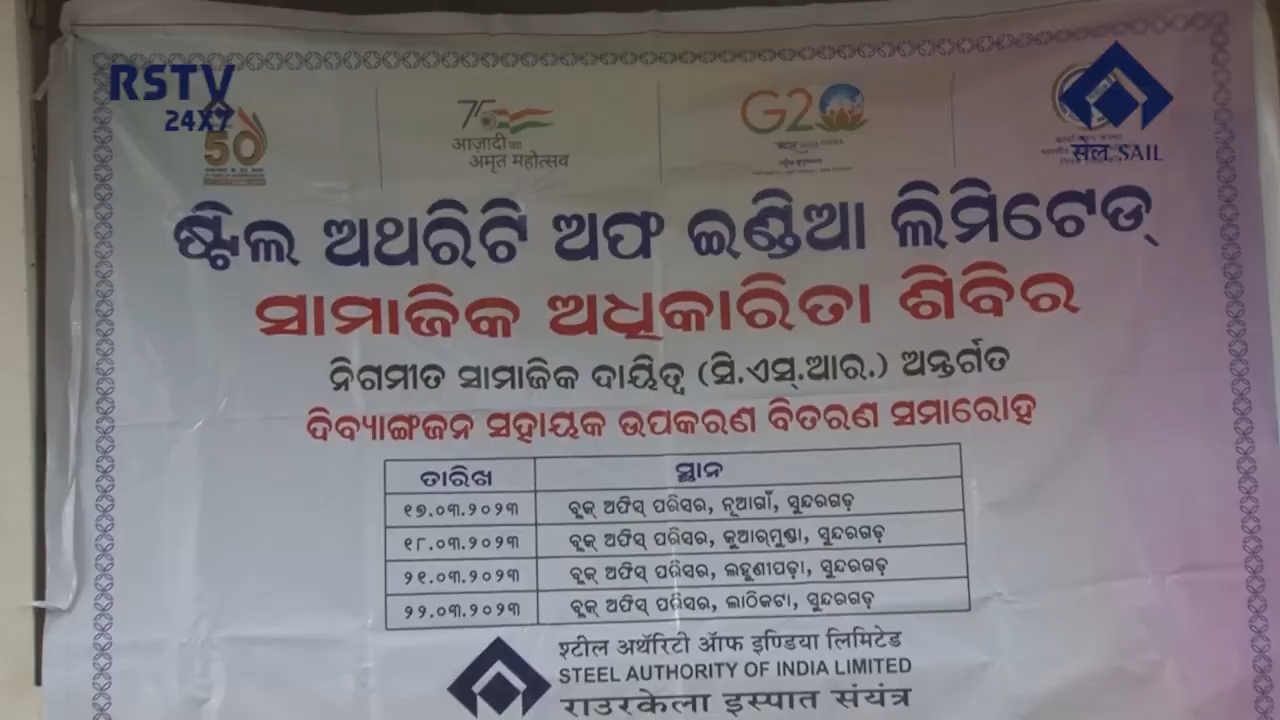 RSTV
24X7
50
75
आज़ादी का
अमृत महोत्सव
G20
सेल SAIL
ଷ୍ଟିଲ ଅଥରିଟି ଅଫ ଇଣ୍ଡିଆ ଲିମିଟେଡ୍
ସାମାଜିକ ଅଧିକାରିତା ଶିବିର
ନିଗମୀତ ସାମାଜିକ ଦାୟିତ୍ୱ (ସି.ଏସ୍.ଆର.) ଅନ୍ତର୍ଗତ
ଦିବ୍ୟାଙ୍ଗଜନ ସହାୟକ ଉପକରଣ ବିତରଣ ସମାରୋହ
ତାରିଖ ସ୍ଥାନ
୧୭.୦୩.୨୦୨୩ ବ୍ଲକ୍ ଅଫିସ୍ ପରିସର, ନୂଆଗାଁ, ସୁନ୍ଦରଗଡ଼
୧୮.୦୩.୨୦୨୩ ବ୍ଲକ୍ ଅଫିସ୍ ପରିସର, କୁଆର୍‌ମୁଣ୍ଡା, ସୁନ୍ଦରଗଡ଼
୨୧.୦୩.୨୦୨୩ ବ୍ଲକ୍ ଅଫିସ୍ ପରିସର, ଲହୁଣୀପଡ଼ା, ସୁନ୍ଦରଗଡ଼
୨୨.୦୩.୨୦୨୩ ବ୍ଲକ୍ ଅଫିସ୍ ପରିସର, ଲାଠିକଟା, ସୁନ୍ଦରଗଡ଼
स्टील अथॉरिटी ऑफ इण्डिया लिमिटेड
STEEL AUTHORITY OF INDIA LIMITED
राउरकेला इस्पात संयंत्र